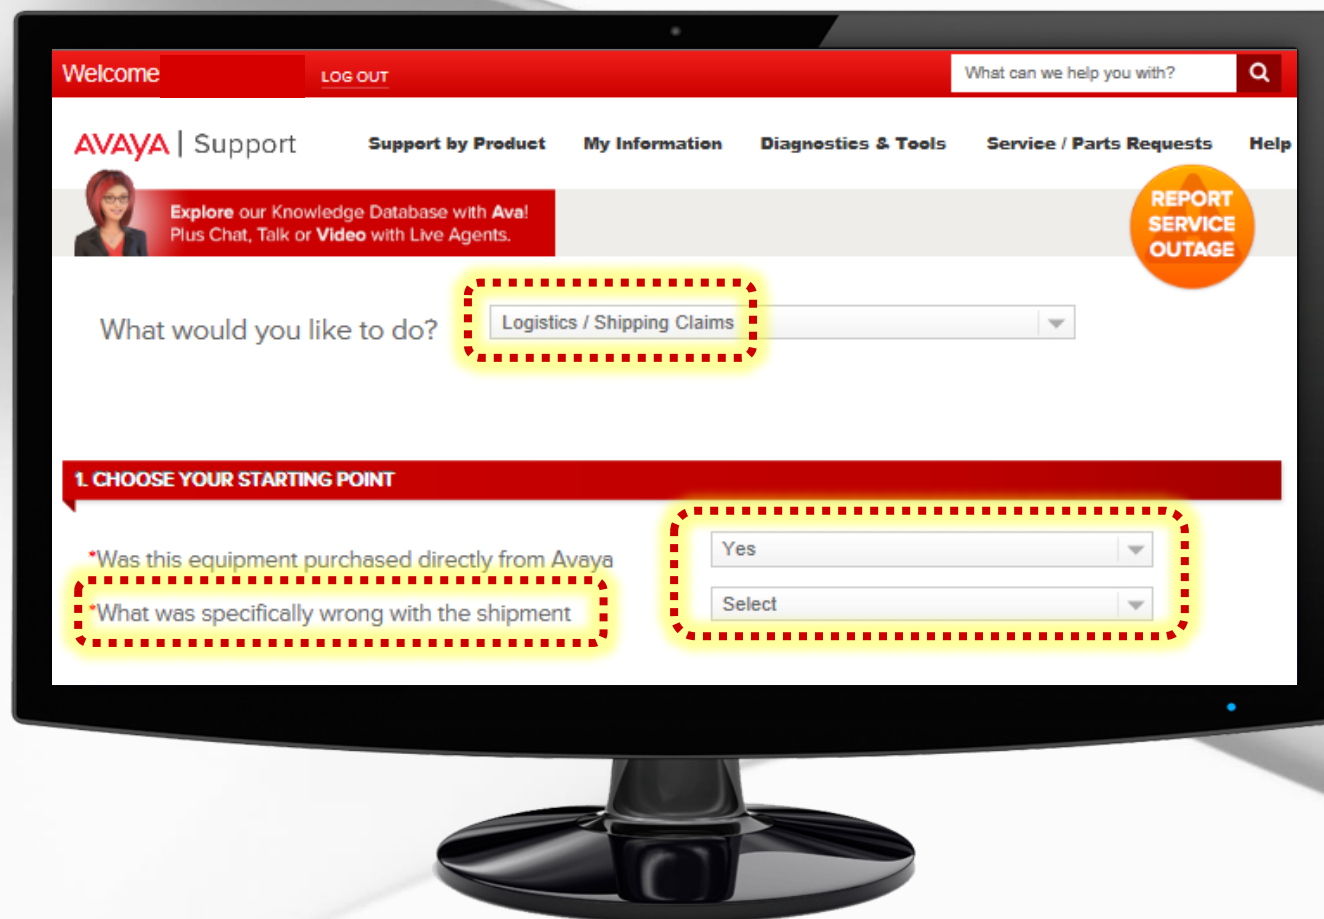 Welcome
LOG OUT
What can we help you with?
AVAYA | Support
Support by Product
My Information
Diagnostics & Tools
Service / Parts Requests
Help
Explore our Knowledge Database with Ava!
Plus Chat, Talk or Video with Live Agents.
REPORT
SERVICE
OUTAGE
What would you like to do?
Logistics / Shipping Claims
1. CHOOSE YOUR STARTING POINT
*Was this equipment purchased directly from Avaya
Yes
*What was specifically wrong with the shipment
Select